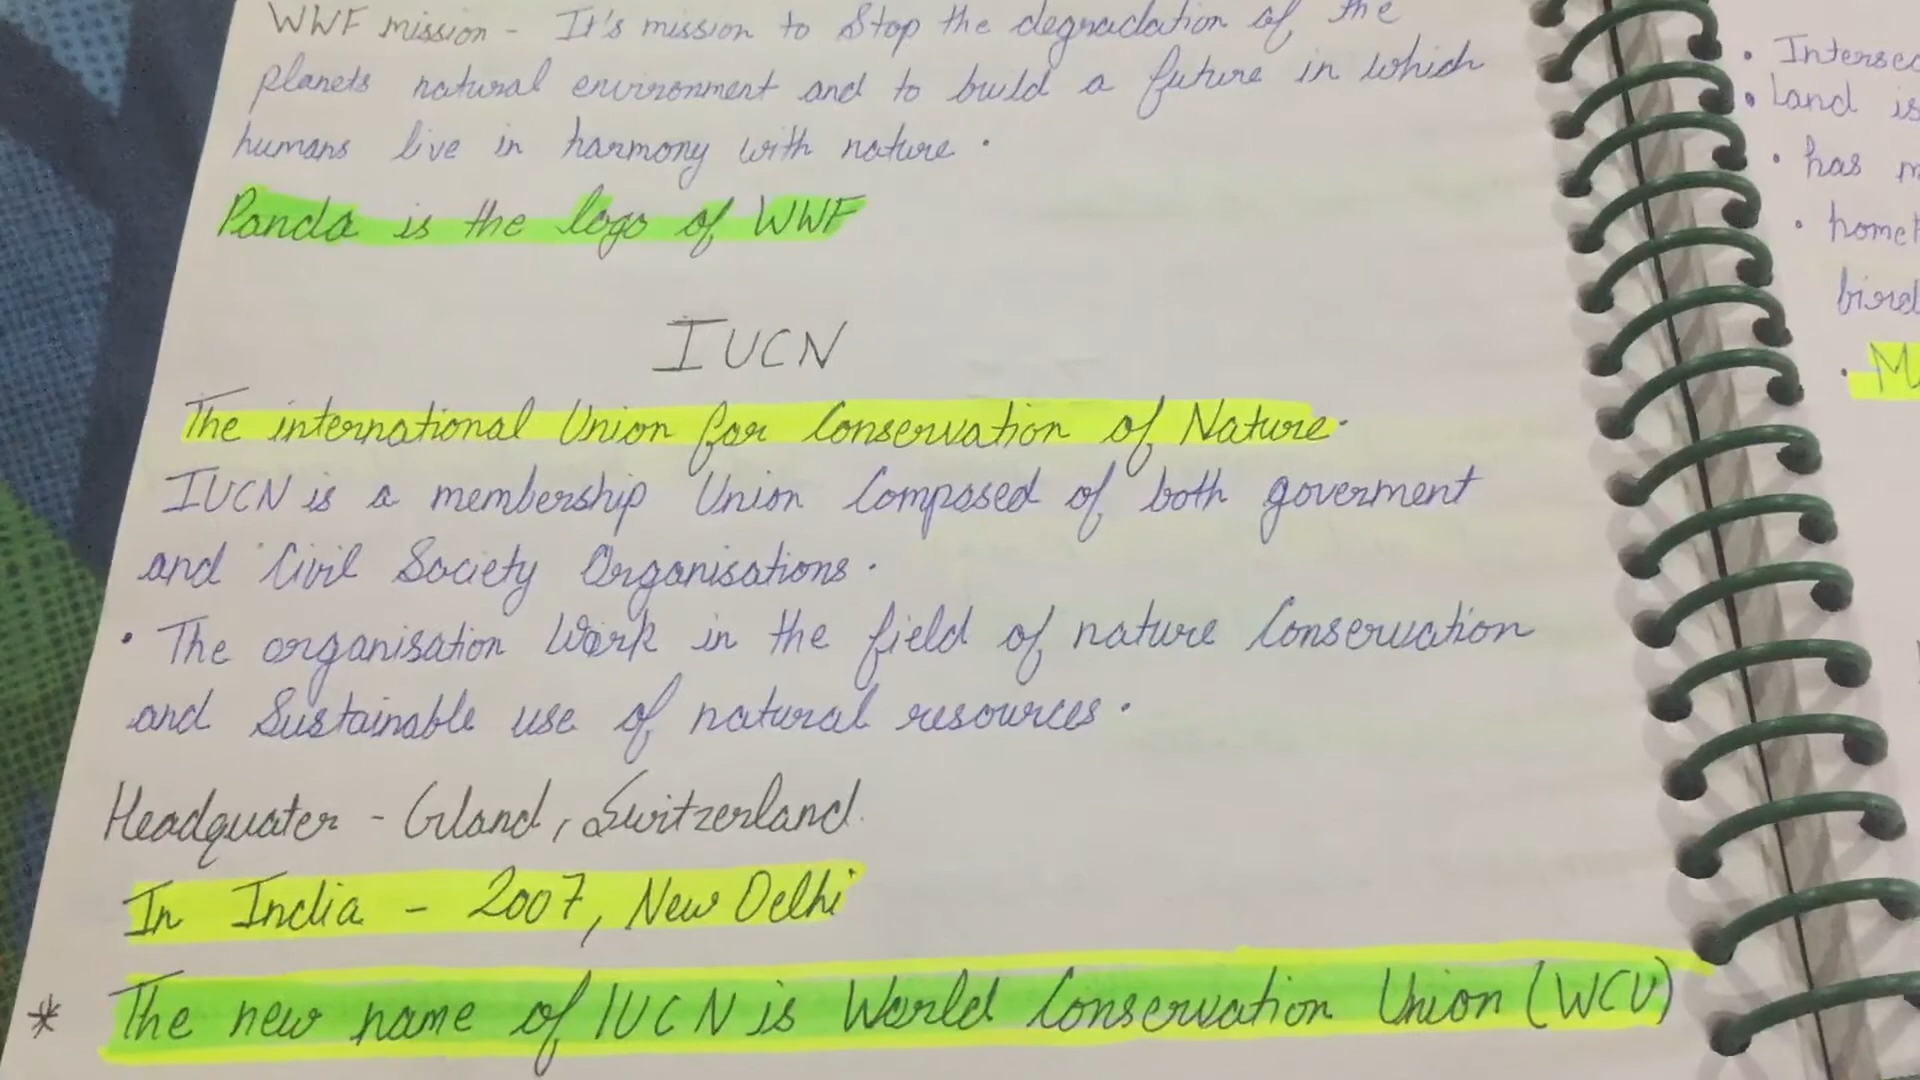 WWF mission - It's mission to Stop the degradation of the
planets natural environment and to build a future in which
humans live in harmony with nature.
Panda is the logo of WWF
IUCN
The international Union for Conservation of Nature.
IUCN is a membership Union Composed of both goverment
and Civil Society Organisations.
• The organisation Work in the field of nature Conservation
and Sustainable use of natural resources.
Headquater - Gland, Switzerland.
In India - 2007, New Delhi
* The new name of IUCN is World Conservation Union (WCU)
• Land is
• has